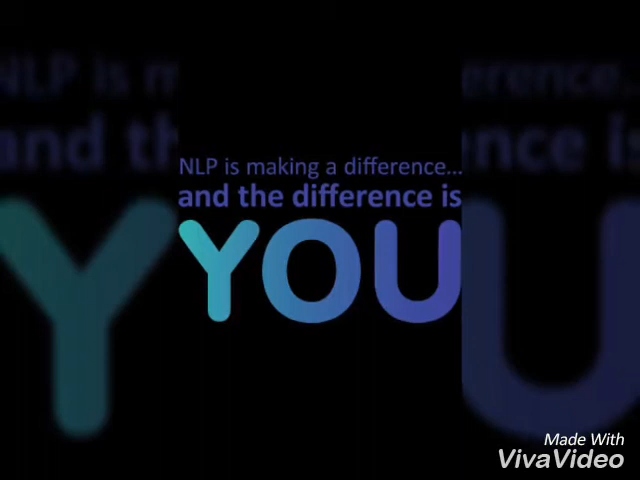 NLP is making a difference...
and the difference is
YOU
Made With
VivaVideo